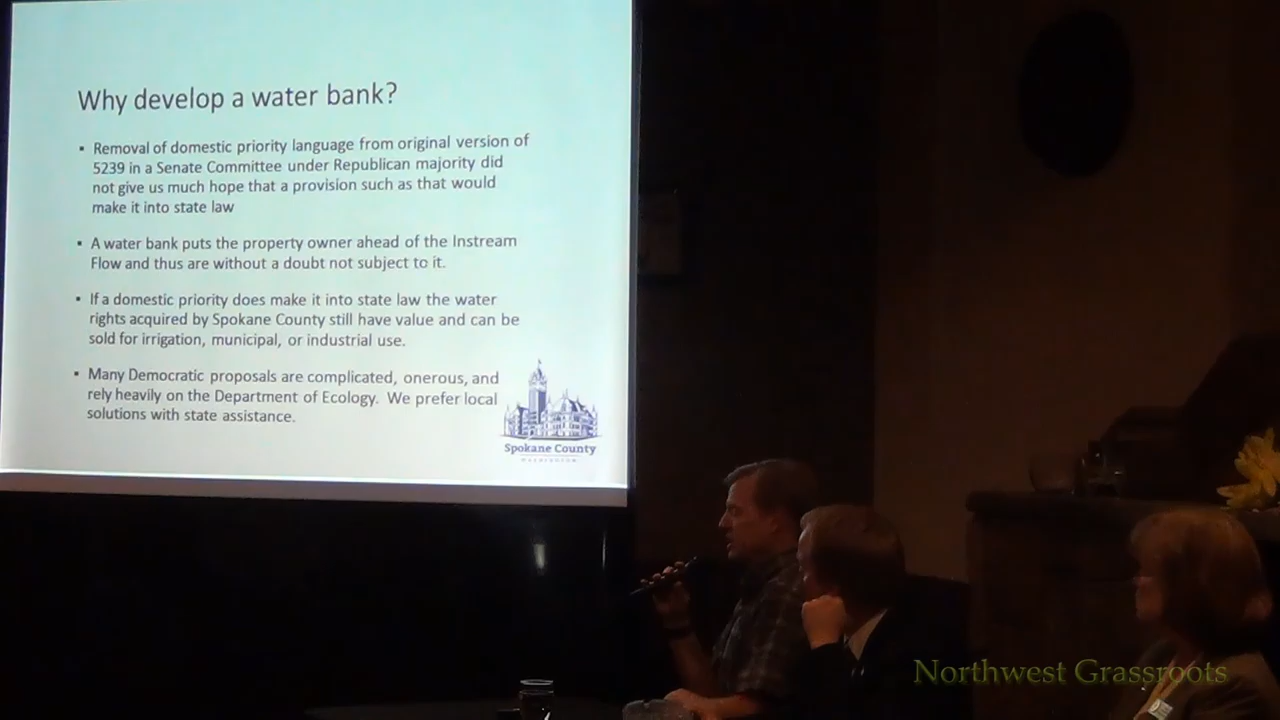 Why develop a water bank?
▪ Removal of domestic priority language from original version of
5239 in a Senate Committee under Republican majority did
not give us much hope that a provision such as that would
make it into state law
▪ A water bank puts the property owner ahead of the Instream
Flow and thus are without a doubt not subject to it.
▪ If a domestic priority does make it into state law the water
rights acquired by Spokane County still have value and can be
sold for irrigation, municipal, or industrial use.
▪ Many Democratic proposals are complicated, onerous, and
rely heavily on the Department of Ecology. We prefer local
solutions with state assistance.
Spokane County
Northwest Grassroots